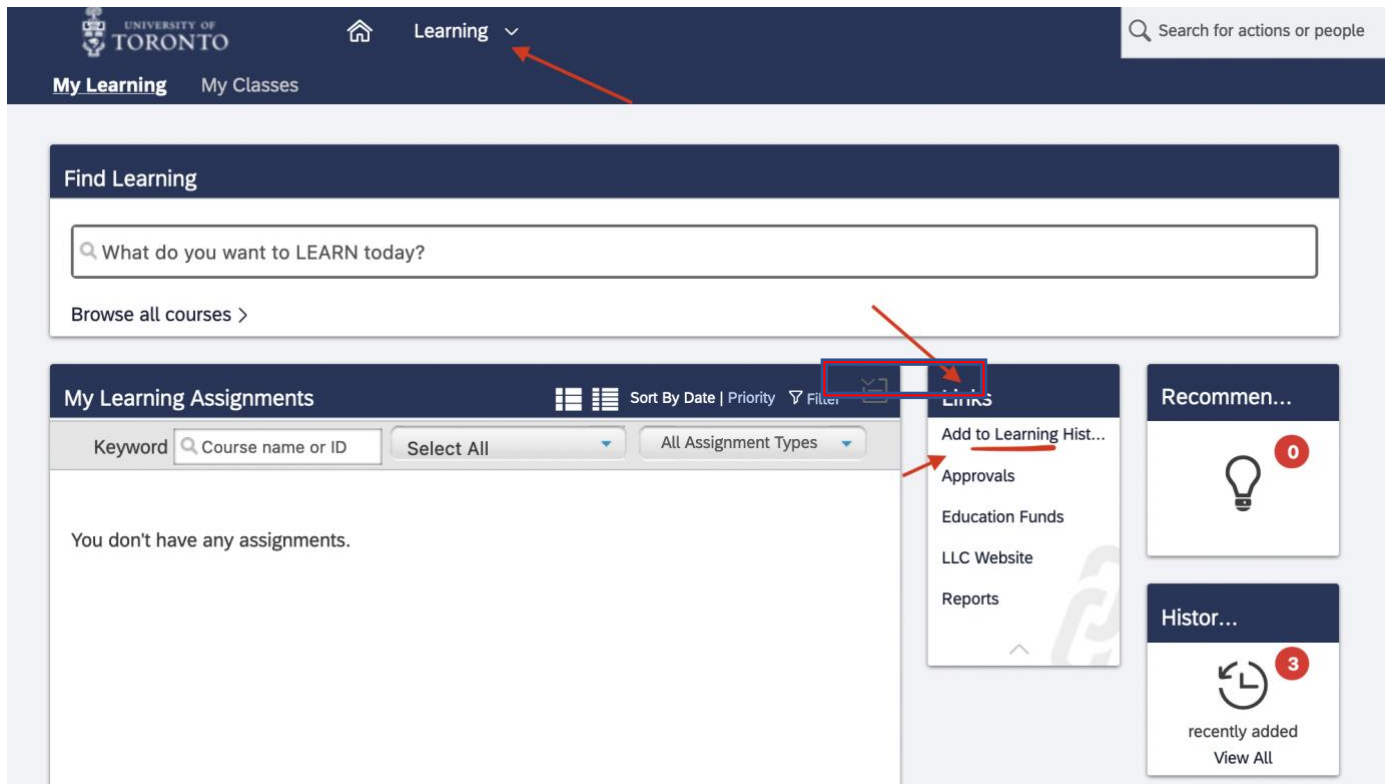 UNIVERSITY OF
TORONTO
Learning
Search for actions or people
My Learning
My Classes
Find Learning
What do you want to LEARN today?
Browse all courses >
My Learning Assignments
Sort By Date | Priority
Filter
Keyword
Course name or ID
Select All
All Assignment Types
You don't have any assignments.
Links
Add to Learning Hist...
Approvals
Education Funds
LLC Website
Reports
Recommen...
0
Histor...
3
recently added
View All